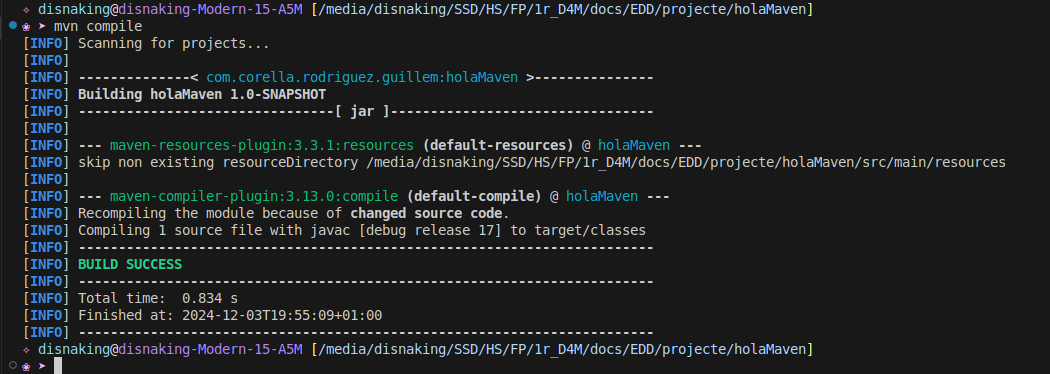 ✧ disnaking@disnaking-Modern-15-A5M [/media/disnaking/SSD/HS/FP/1r_D4M/docs/EDD/projecte/holaMaven]
❀ ➤ mvn compile
[INFO] Scanning for projects...
[INFO]
[INFO] --------------< com.corella.rodriguez.guillem:holaMaven >---------------
[INFO] Building holaMaven 1.0-SNAPSHOT
[INFO] --------------------------------[ jar ]---------------------------------
[INFO]
[INFO] --- maven-resources-plugin:3.3.1:resources (default-resources) @ holaMaven ---
[INFO] skip non existing resourceDirectory /media/disnaking/SSD/HS/FP/1r_D4M/docs/EDD/projecte/holaMaven/src/main/resources
[INFO]
[INFO] --- maven-compiler-plugin:3.13.0:compile (default-compile) @ holaMaven ---
[INFO] Recompiling the module because of changed source code.
[INFO] Compiling 1 source file with javac [debug release 17] to target/classes
[INFO] ------------------------------------------------------------------------
[INFO] BUILD SUCCESS
[INFO] ------------------------------------------------------------------------
[INFO] Total time:  0.834 s
[INFO] Finished at: 2024-12-03T19:55:09+01:00
[INFO] ------------------------------------------------------------------------
✧ disnaking@disnaking-Modern-15-A5M [/media/disnaking/SSD/HS/FP/1r_D4M/docs/EDD/projecte/holaMaven]
❀ ➤